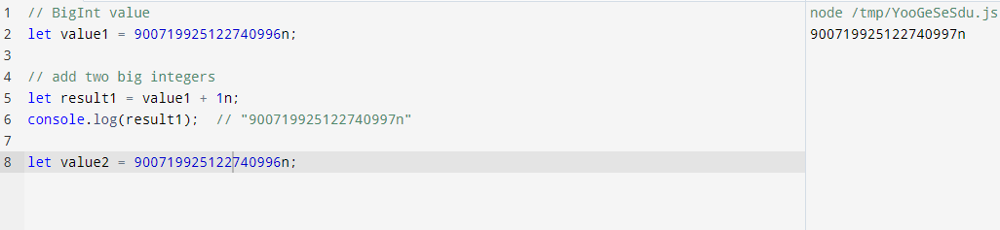 1 // BigInt value
2 let value1 = 900719925122740996n;
3
4 // add two big integers
5 let result1 = value1 + 1n;
6 console.log(result1);  // "900719925122740997n"
7
8 let value2 = 900719925122740996n;
node /tmp/YooGeSeSdu.js
900719925122740997n